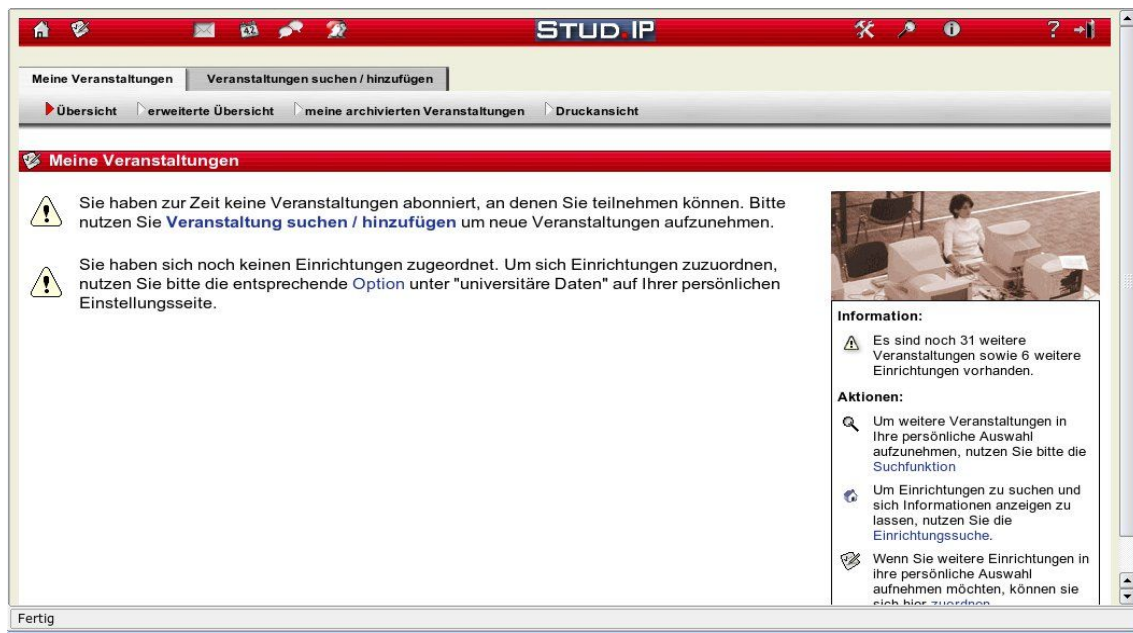 42 STUD.IP ?
Meine Veranstaltungen Veranstaltungen suchen / hinzufügen
Übersicht erweiterte Übersicht meine archivierten Veranstaltungen Druckansicht
Meine Veranstaltungen
Sie haben zur Zeit keine Veranstaltungen abonniert, an denen Sie teilnehmen können. Bitte
nutzen Sie Veranstaltung suchen / hinzufügen um neue Veranstaltungen aufzunehmen.
Sie haben sich noch keinen Einrichtungen zugeordnet. Um sich Einrichtungen zuzuordnen,
nutzen Sie bitte die entsprechende Option unter "universitäre Daten" auf Ihrer persönlichen
Einstellungsseite.
Information:
Es sind noch 31 weitere
Veranstaltungen sowie 6 weitere
Einrichtungen vorhanden.
Aktionen:
Um weitere Veranstaltungen in
Ihre persönliche Auswahl
aufzunehmen, nutzen Sie bitte die
Suchfunktion
Um Einrichtungen zu suchen und
sich Informationen anzeigen zu
lassen, nutzen Sie die
Einrichtungssuche.
Wenn Sie weitere Einrichtungen in
ihre persönliche Auswahl
aufnehmen möchten, können sie
sich hier zuordnen
Fertig